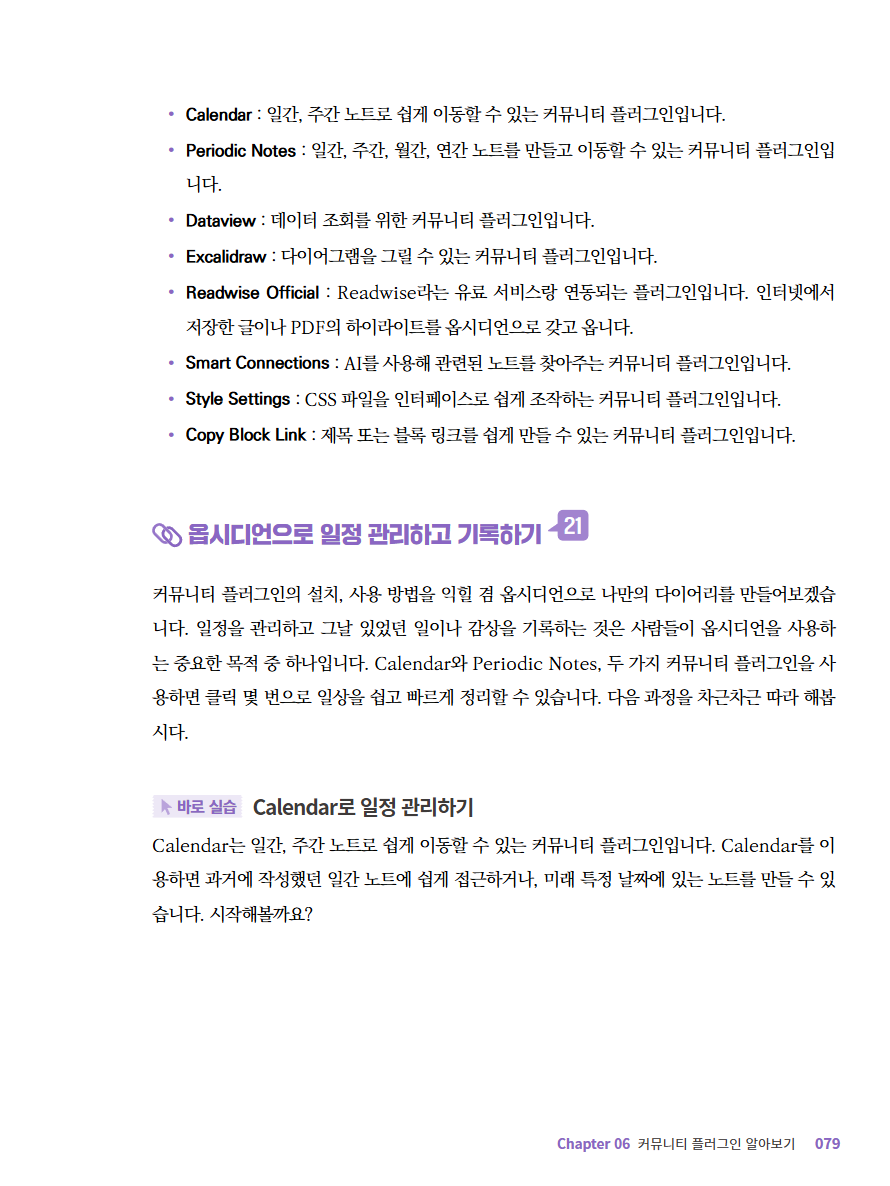 • Calendar : 일간, 주간 노트로 쉽게 이동할 수 있는 커뮤니티 플러그인입니다.
• Periodic Notes : 일간, 주간, 월간, 연간 노트를 만들고 이동할 수 있는 커뮤니티 플러그인입
니다.
• Dataview : 데이터 조회를 위한 커뮤니티 플러그인입니다.
• Excalidraw : 다이어그램을 그릴 수 있는 커뮤니티 플러그인입니다.
• Readwise Official : Readwise라는 유료 서비스랑 연동되는 플러그인입니다. 인터넷에서
저장한 글이나 PDF의 하이라이트를 옵시디언으로 갖고 옵니다.
• Smart Connections : AI를 사용해 관련된 노트를 찾아주는 커뮤니티 플러그인입니다.
• Style Settings : CSS 파일을 인터페이스로 쉽게 조작하는 커뮤니티 플러그인입니다.
• Copy Block Link : 제목 또는 블록 링크를 쉽게 만들 수 있는 커뮤니티 플러그인입니다.
옵시디언으로 일정 관리하고 기록하기 21
커뮤니티 플러그인의 설치, 사용 방법을 익힐 겸 옵시디언으로 나만의 다이어리를 만들어보겠습
니다. 일정을 관리하고 그날 있었던 일이나 감상을 기록하는 것은 사람들이 옵시디언을 사용하
는 중요한 목적 중 하나입니다. Calendar와 Periodic Notes, 두 가지 커뮤니티 플러그인을 사
용하면 클릭 몇 번으로 일상을 쉽고 빠르게 정리할 수 있습니다. 다음 과정을 차근차근 따라 해봅
시다.
바로 실습 Calendar로 일정 관리하기
Calendar는 일간, 주간 노트로 쉽게 이동할 수 있는 커뮤니티 플러그인입니다. Calendar를 이
용하면 과거에 작성했던 일간 노트에 쉽게 접근하거나, 미래 특정 날짜에 있는 노트를 만들 수 있
습니다. 시작해볼까요?
Chapter 06 커뮤니티 플러그인 알아보기 079